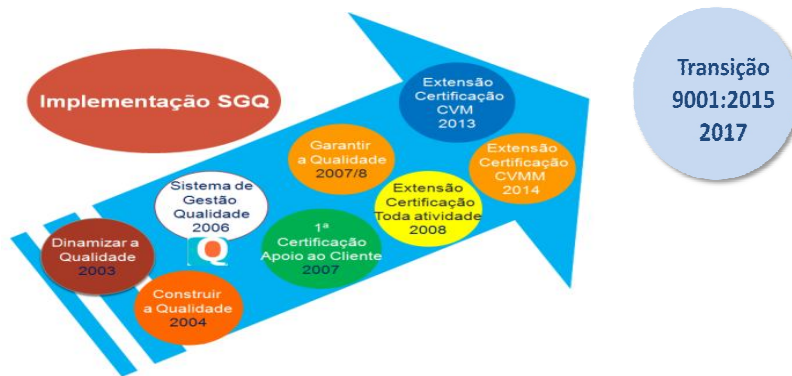 Implementação SGQ
Dinamizar a
Qualidade
2003
Construir
a Qualidade
2004
Sistema de
Gestão
Qualidade
2006
Q
1ª
Certificação
Apoio ao Cliente
2007
Garantir
a Qualidade
2007/8
Extensão
Certificação
Toda atividade
2008
Extensão
Certificação
CVM
2013
Extensão
Certificação
CVMM
2014
Transição
9001:2015
2017